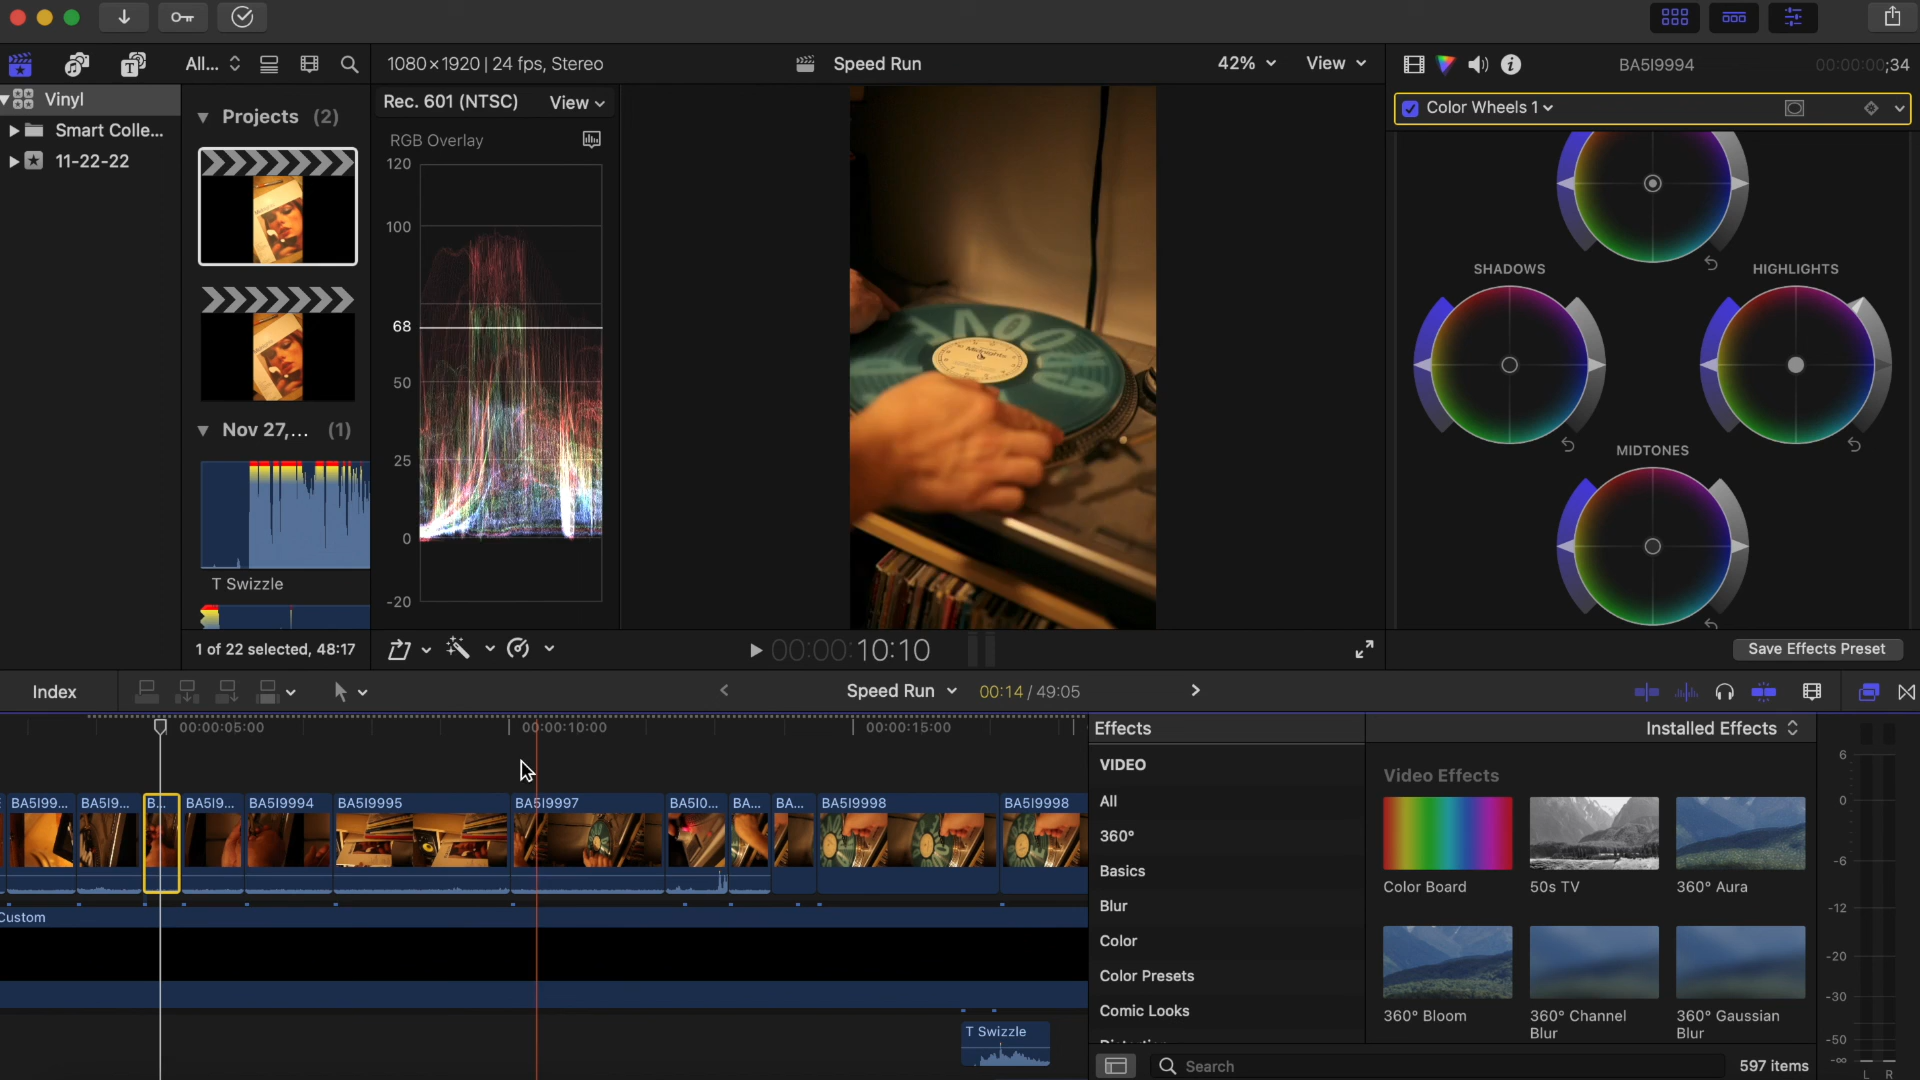 All...
1080×1920 | 24 fps, Stereo
Speed Run
42%
View
BA5I9994
00:00:00;34
Vinyl
Smart Colle...
11-22-22
Projects (2)
Nov 27,... (1)
T Swizzle
1 of 22 selected, 48:17
Rec. 601 (NTSC)
View
RGB Overlay
120
100
68
50
25
0
-20
Color Wheels 1
SHADOWS
HIGHLIGHTS
MIDTONES
Save Effects Preset
00:00:00:10:10
Index
Speed Run
00:14 / 49:05
00:00:05:00
00:00:10:00
00:00:15:00
BA5I99...
BA5I9...
B...
BA5I9...
BA5I9994
BA5I9995
BA5I9997
BA5I0...
BA...
BA...
BA5I9998
BA5I9998
Custom
T Swizzle
Effects
Installed Effects
VIDEO
All
360°
Basics
Blur
Color
Color Presets
Comic Looks
Video Effects
Color Board
50s TV
360° Aura
360° Bloom
360° Channel
Blur
360° Gaussian
Blur
Search
597 items
6
0
-6
-12
-20
-30
-50
-∞
L R